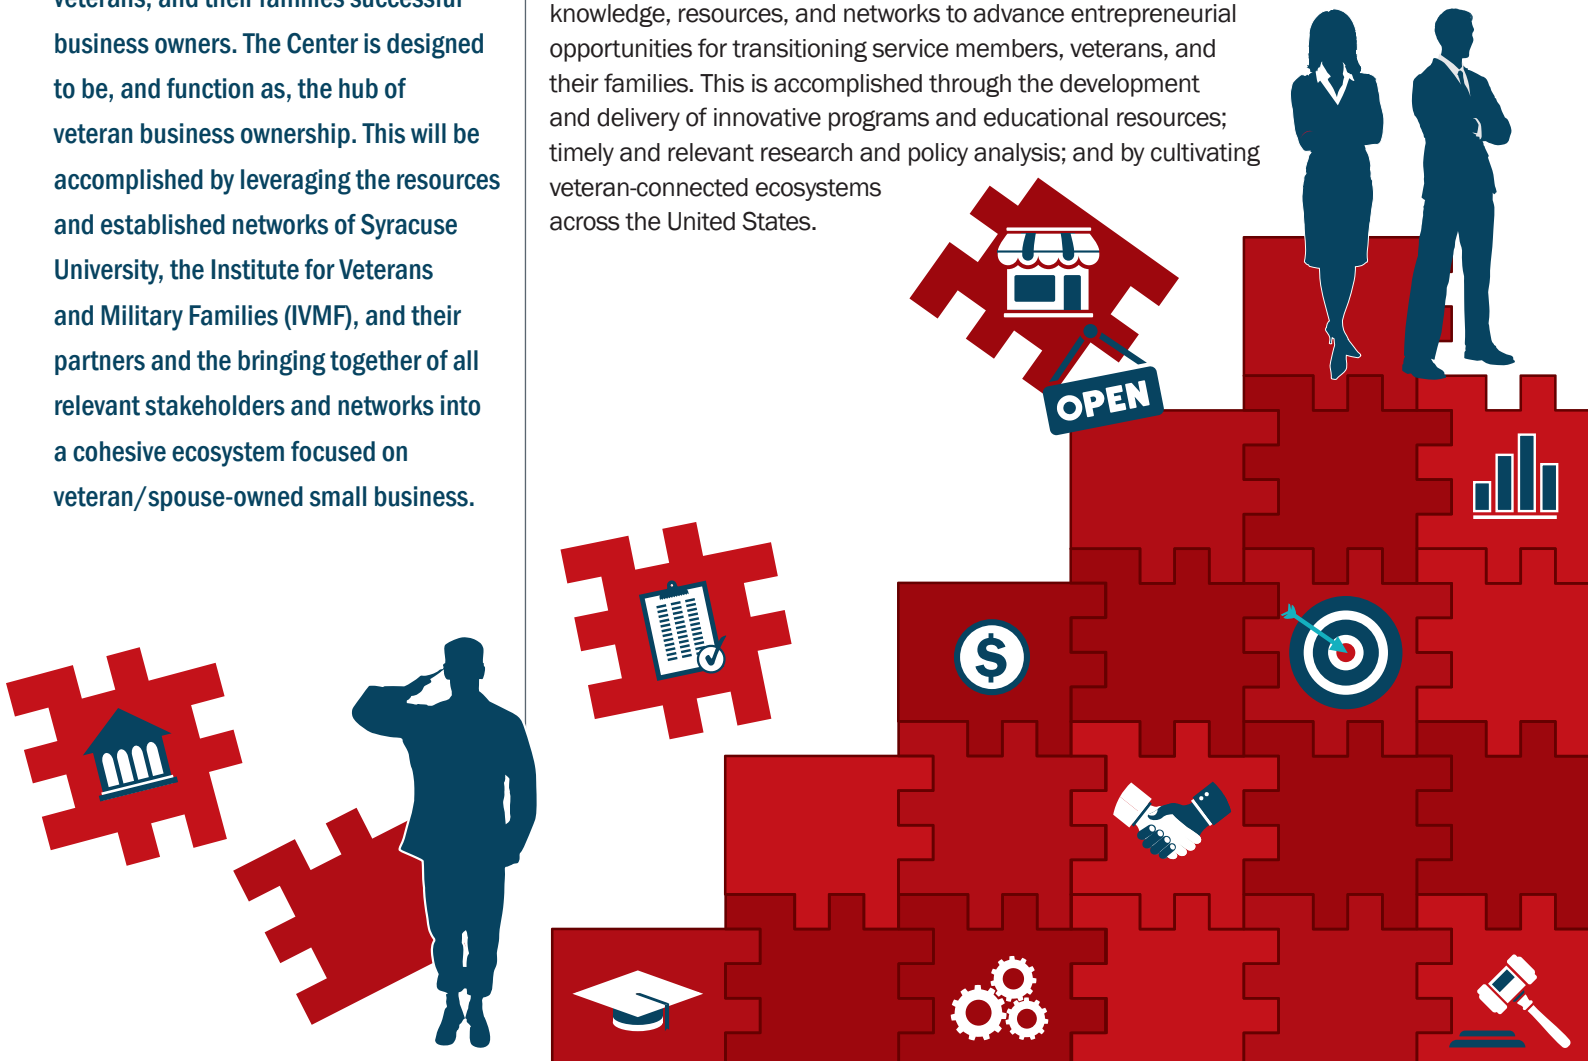 veterans, and their families successful
business owners. The Center is designed
to be, and function as, the hub of
veteran business ownership. This will be
accomplished by leveraging the resources
and established networks of Syracuse
University, the Institute for Veterans
and Military Families (IVMF), and their
partners and the bringing together of all
relevant stakeholders and networks into
a cohesive ecosystem focused on
veteran/spouse-owned small business.
knowledge, resources, and networks to advance entrepreneurial
opportunities for transitioning service members, veterans, and
their families. This is accomplished through the development
and delivery of innovative programs and educational resources;
timely and relevant research and policy analysis; and by cultivating
veteran-connected ecosystems
across the United States.
OPEN
$